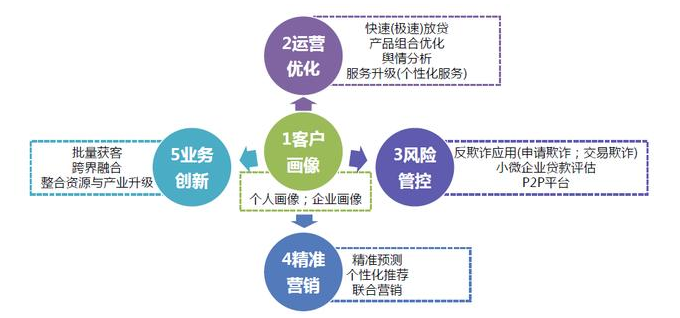 2运营
优化
快速(极速)放贷
产品组合优化
舆情分析
服务升级(个性化服务)
1客户
画像
个人画像；企业画像
5业务
创新
批量获客
跨界融合
整合资源与产业升级
3风险
管控
反欺诈应用(申请欺诈；交易欺诈)
小微企业贷款评估
P2P平台
4精准
营销
精准预测
个性化推荐
联合营销